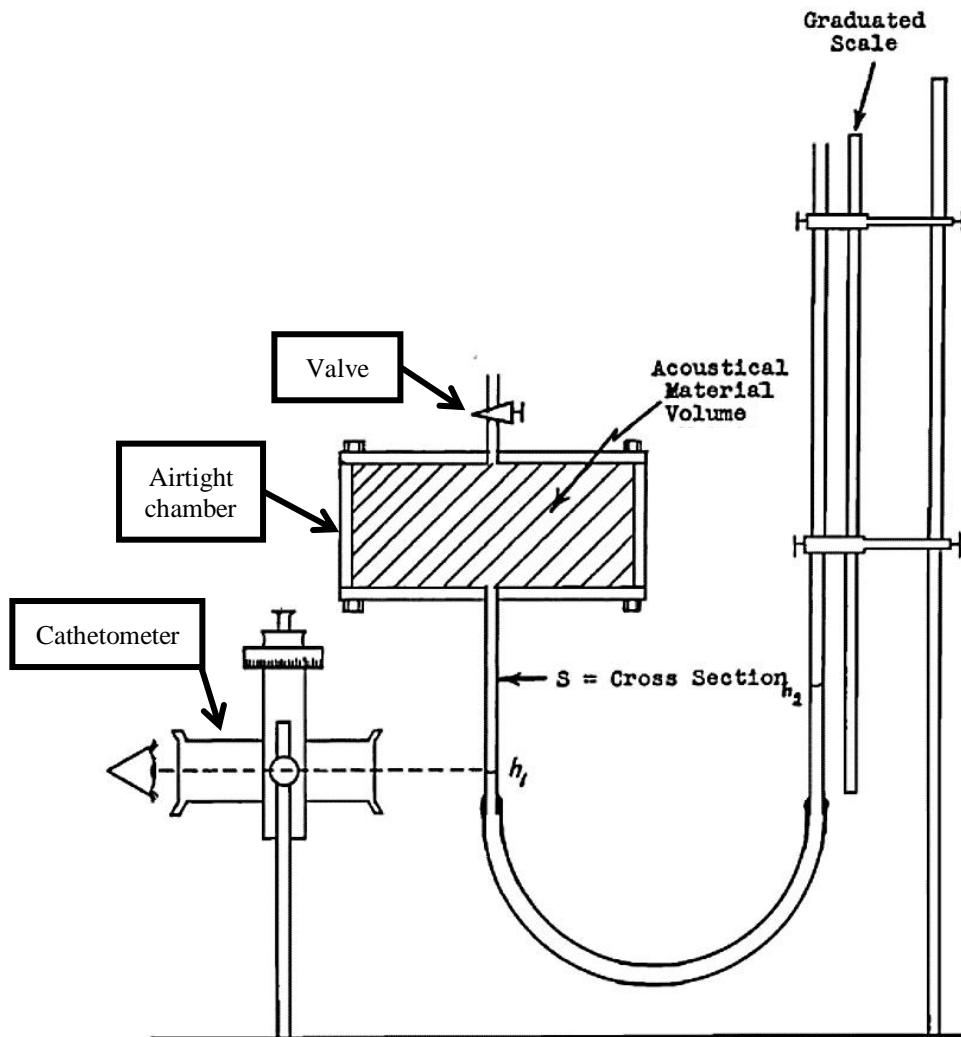 Graduated
Scale
Valve
Acoustical
Material
Volume
Airtight
chamber
Cathetometer
S = Cross Section
h₂
h₁